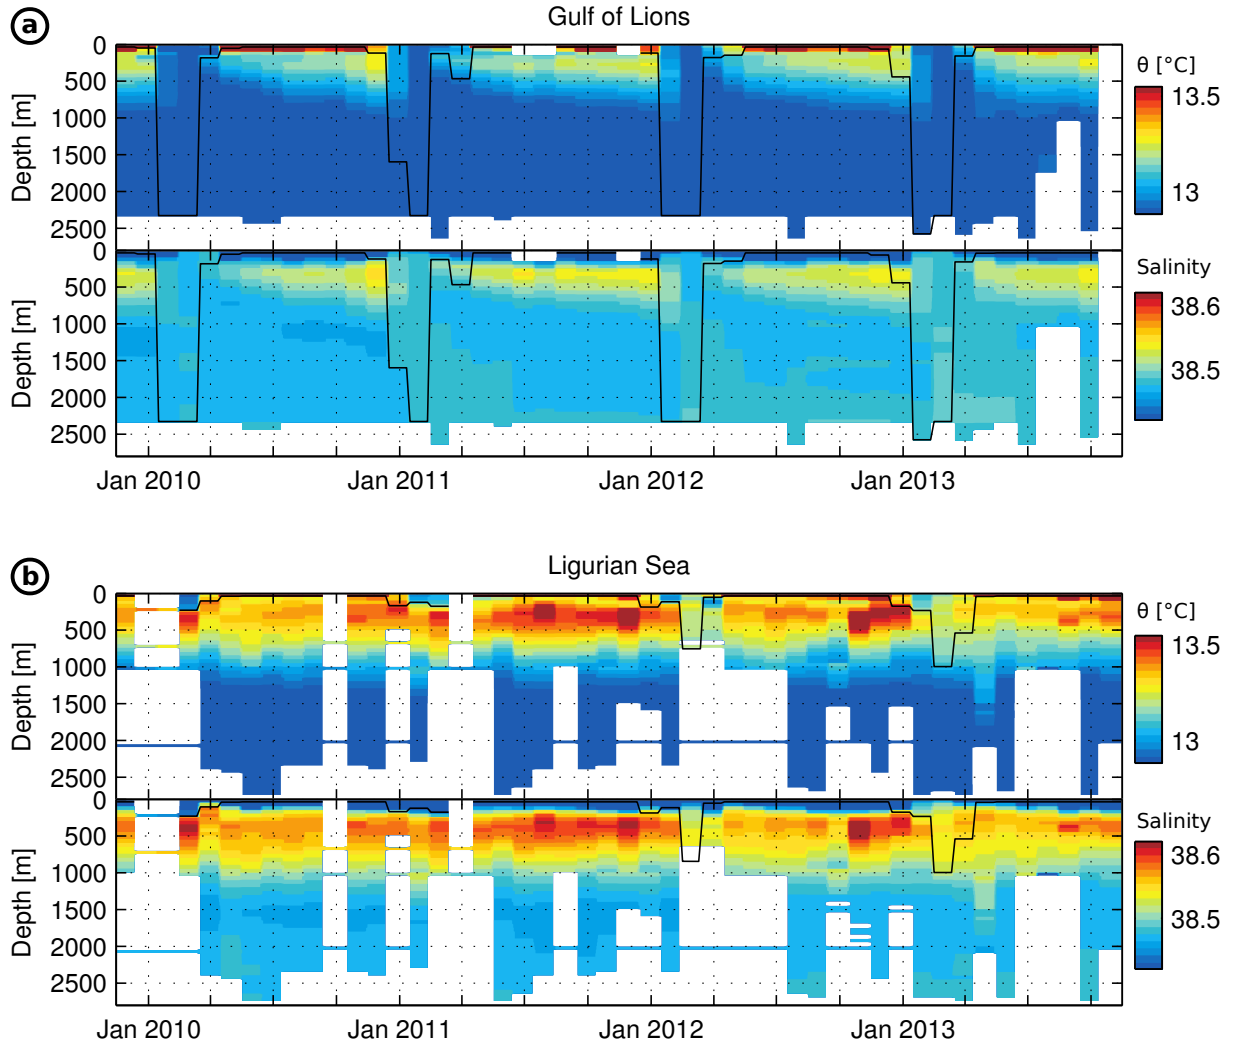 a
Gulf of Lions
0
500
1000
1500
2000
2500
Depth [m]
θ [°C]
13.5
13
0
500
1000
1500
2000
2500
Depth [m]
Salinity
38.6
38.5
Jan 2010
Jan 2011
Jan 2012
Jan 2013
b
Ligurian Sea
0
500
1000
1500
2000
2500
Depth [m]
θ [°C]
13.5
13
0
500
1000
1500
2000
2500
Depth [m]
Salinity
38.6
38.5
Jan 2010
Jan 2011
Jan 2012
Jan 2013